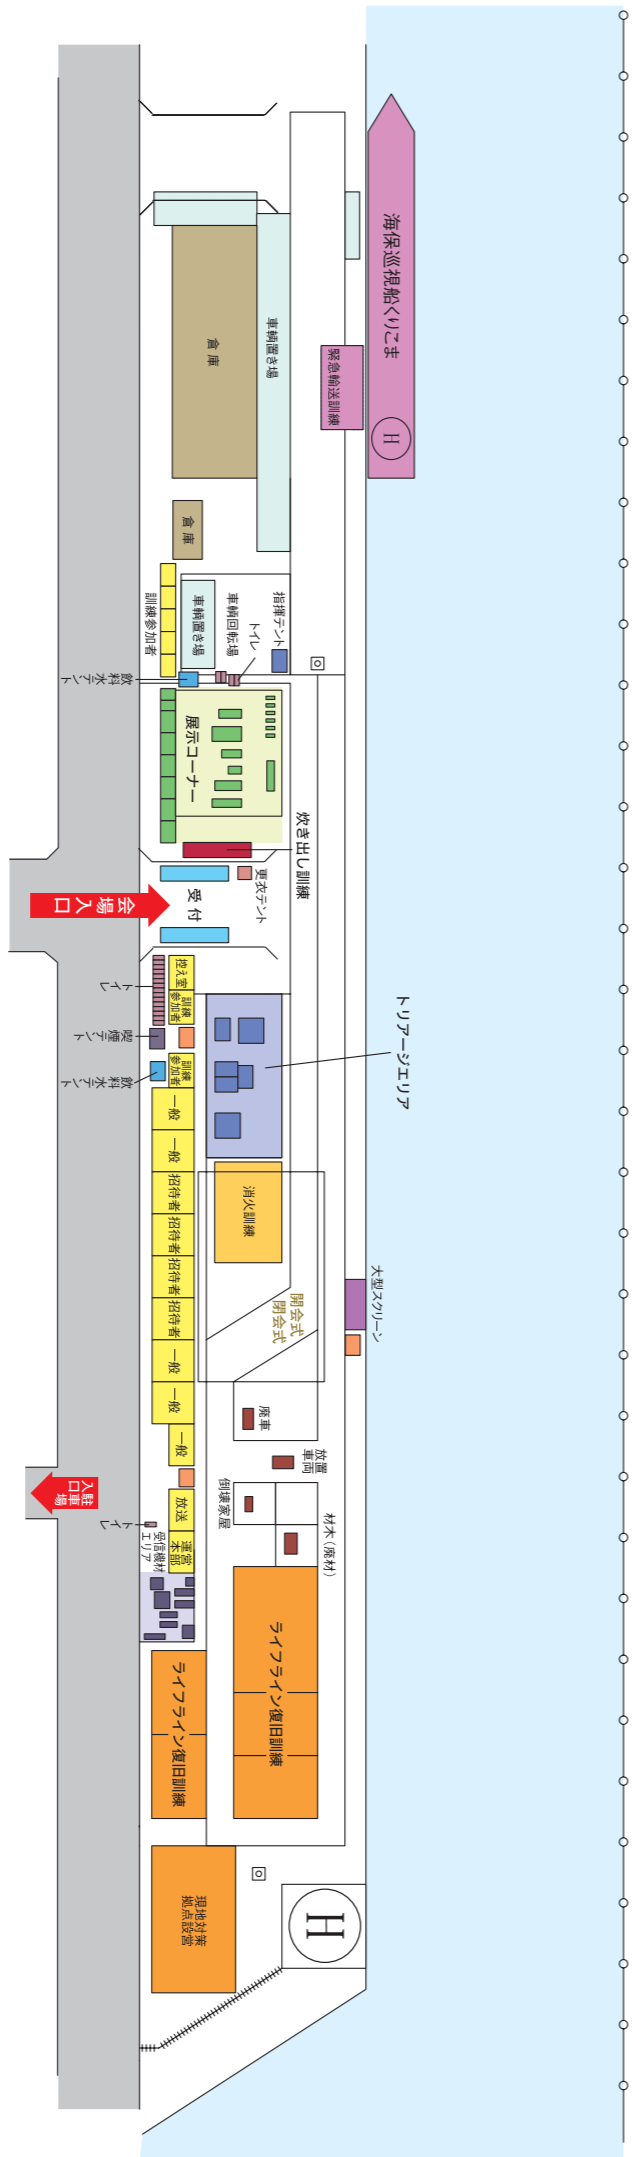 海保巡視船くりこま
H
緊急輸送訓練
車輌置き場
倉庫
倉庫
訓練参加者
車輌置き場
車輌回転場
トイレ
指揮テント
飲料水テント
展示コーナー
炊き出し訓練
更衣テント
受付
会場入口
控え室
訓練
参加者
トイレ
喫煙テント
訓練
参加者
飲料水テント
トリアージエリア
一般
一般
招待者
招待者
招待者
招待者
一般
一般
一般
消火訓練
大型スクリーン
開会式
閉会式
廃車
放置
車両
倒壊家屋
材木(廃材)
駐車場
入口
放送
運営
本部
トイレ
受信機材
エリア
ライフライン復旧訓練
ライフライン復旧訓練
現地対策
拠点設営
H